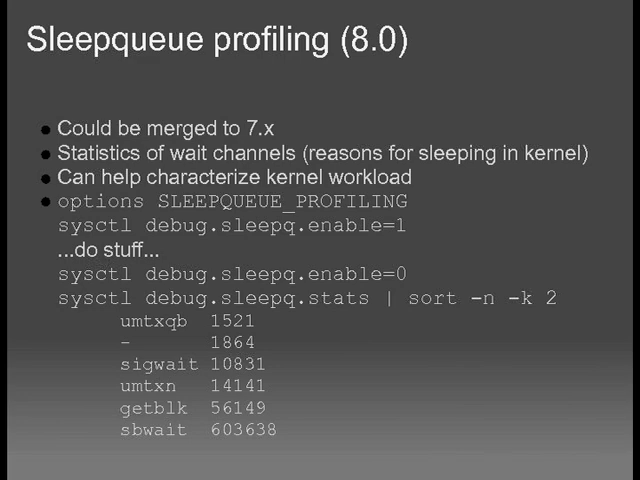 Sleepqueue profiling (8.0)
● Could be merged to 7.x
● Statistics of wait channels (reasons for sleeping in kernel)
● Can help characterize kernel workload
● options SLEEPQUEUE_PROFILING
sysctl debug.sleepq.enable=1
...do stuff...
sysctl debug.sleepq.enable=0
sysctl debug.sleepq.stats | sort -n -k 2
umtxqb 1521
- 1864
sigwait 10831
umtxn 14141
getblk 56149
sbwait 603638